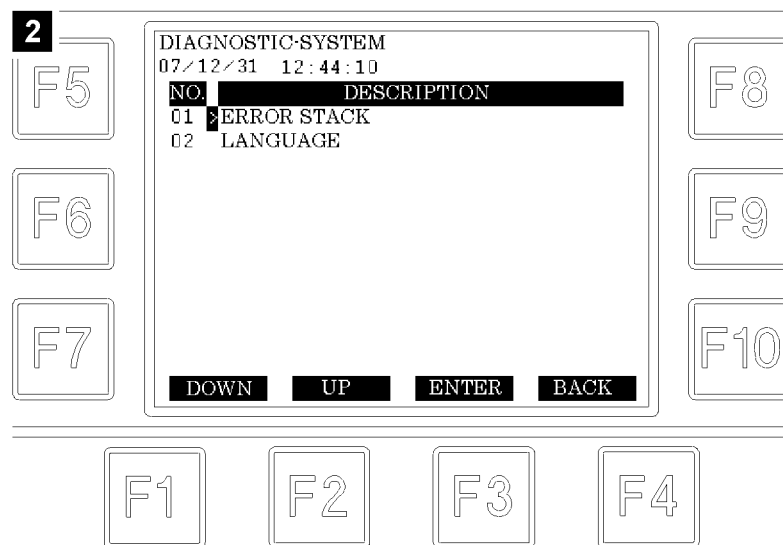 2
DIAGNOSTIC-SYSTEM
07/12/31 12:44:10
NO. DESCRIPTION
01 >ERROR STACK
02 LANGUAGE
DOWN UP ENTER BACK
F5
F6
F7
F8
F9
F10
F1 F2 F3 F4